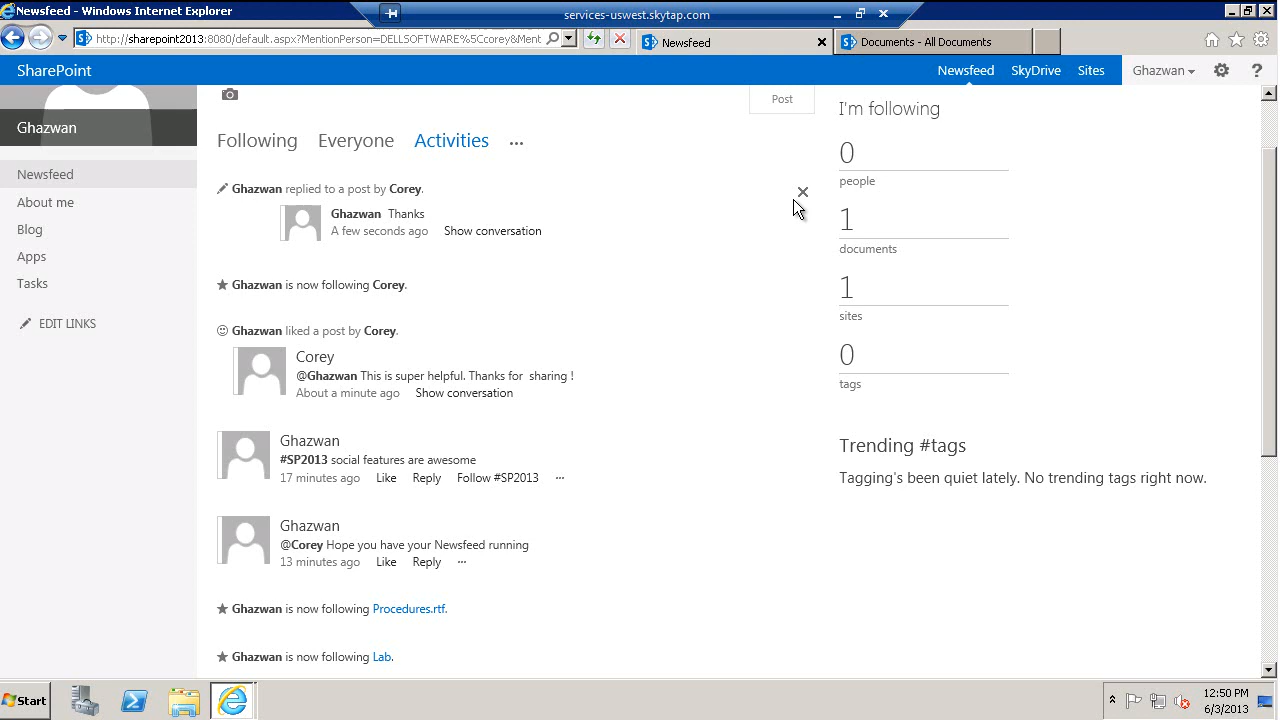 Newsfeed - Windows Internet Explorer
services-uswest.skytap.com
http://sharepoint2013:8080/default.aspx?MentionPerson=DELLSOFTWARE%5Ccorey&Ment
Newsfeed
Documents - All Documents
SharePoint
Newsfeed SkyDrive Sites
Ghazwan
?
Ghazwan
Newsfeed
About me
Blog
Apps
Tasks
EDIT LINKS
Post
Following Everyone Activities ...
Ghazwan replied to a post by Corey.
Ghazwan Thanks
A few seconds ago Show conversation
Ghazwan is now following Corey.
Ghazwan liked a post by Corey.
Corey
@Ghazwan This is super helpful. Thanks for sharing !
About a minute ago Show conversation
Ghazwan
#SP2013 social features are awesome
17 minutes ago Like Reply Follow #SP2013 ...
Ghazwan
@Corey Hope you have your Newsfeed running
13 minutes ago Like Reply ...
Ghazwan is now following Procedures.rtf.
Ghazwan is now following Lab.
I'm following
0
people
1
documents
1
sites
0
tags
Trending #tags
Tagging's been quiet lately. No trending tags right now.
Start
12:50 PM
6/3/2013